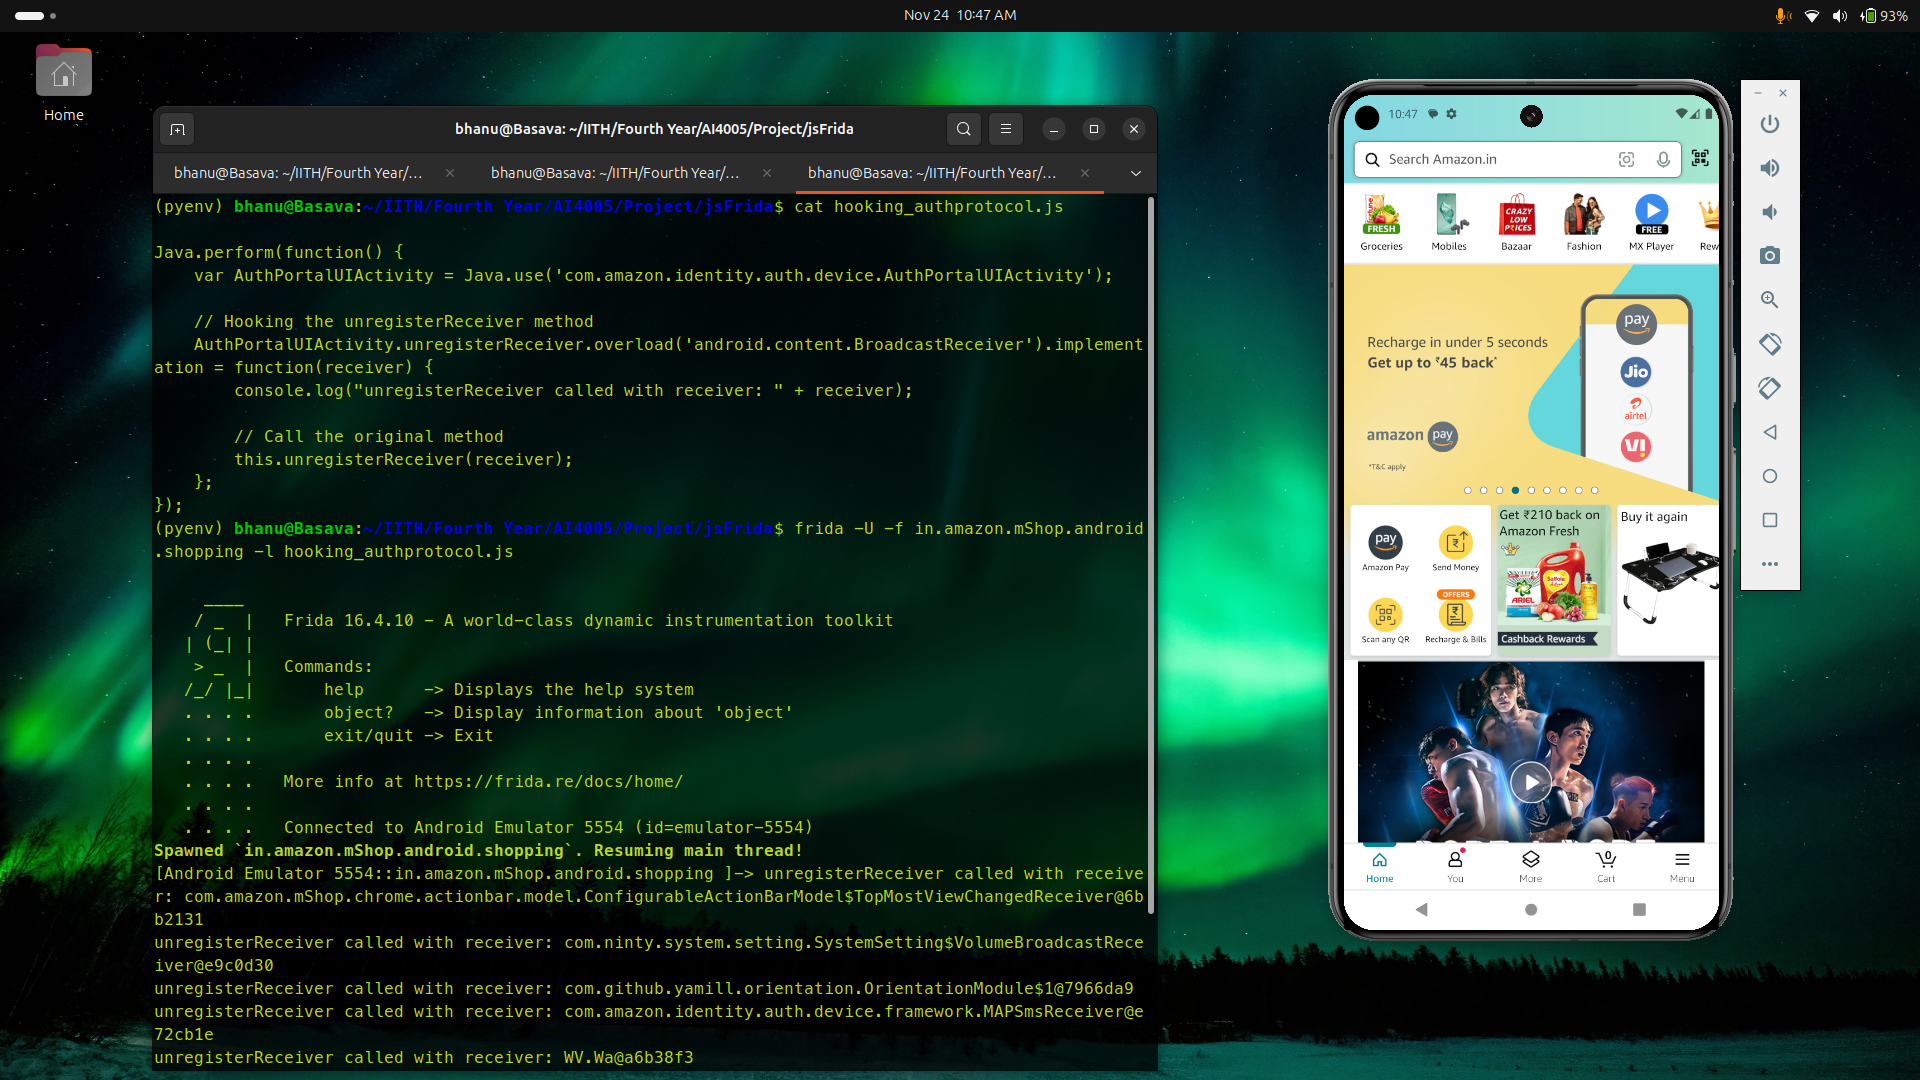 Nov 24  10:47 AM
93%
Home
bhanu@Basava: ~/IITH/Fourth Year/AI4005/Project/jsFrida
bhanu@Basava: ~/IITH/Fourth Year/...
bhanu@Basava: ~/IITH/Fourth Year/...
bhanu@Basava: ~/IITH/Fourth Year/...
(pyenv) bhanu@Basava:~/IITH/Fourth Year/AI4005/Project/jsFrida$ cat hooking_authprotocol.js
Java.perform(function() {
    var AuthPortalUIActivity = Java.use('com.amazon.identity.auth.device.AuthPortalUIActivity');
    // Hooking the unregisterReceiver method
    AuthPortalUIActivity.unregisterReceiver.overload('android.content.BroadcastReceiver').implement
ation = function(receiver) {
        console.log("unregisterReceiver called with receiver: " + receiver);
        // Call the original method
        this.unregisterReceiver(receiver);
    };
});
(pyenv) bhanu@Basava:~/IITH/Fourth Year/AI4005/Project/jsFrida$ frida -U -f in.amazon.mShop.android
.shopping -l hooking_authprotocol.js
     ____
    / _  |   Frida 16.4.10 - A world-class dynamic instrumentation toolkit
   | (_| |
    > _  |   Commands:
   /_/ |_|       help      -> Displays the help system
   . . . .       object?   -> Display information about 'object'
   . . . .       exit/quit -> Exit
   . . . .
   . . . .   More info at https://frida.re/docs/home/
   . . . .
   . . . .   Connected to Android Emulator 5554 (id=emulator-5554)
Spawned `in.amazon.mShop.android.shopping`. Resuming main thread!
[Android Emulator 5554::in.amazon.mShop.android.shopping ]-> unregisterReceiver called with receive
r: com.amazon.mShop.chrome.actionbar.model.ConfigurableActionBarModel$TopMostViewChangedReceiver@6b
b2131
unregisterReceiver called with receiver: com.ninty.system.setting.SystemSetting$VolumeBroadcastRece
iver@e9c0d30
unregisterReceiver called with receiver: com.github.yamill.orientation.OrientationModule$1@7966da9
unregisterReceiver called with receiver: com.amazon.identity.auth.device.framework.MAPSmsReceiver@e
72cb1e
unregisterReceiver called with receiver: WV.Wa@a6b38f3
10:47
Search Amazon.in
FRESH
CRAZY LOW PRICES
FREE
Groceries
Mobiles
Bazaar
Fashion
MX Player
Rew
Recharge in under 5 seconds
Get up to ₹45 back*
amazon pay
*T&C apply
pay
Jio
airtel
VI
pay
Amazon Pay
Send Money
Scan any QR
OFFERS
Recharge & Bills
Get ₹210 back on
Amazon Fresh
ARIEL
Saffola
Cashback Rewards
Buy it again
Home
You
More
0
Cart
Menu